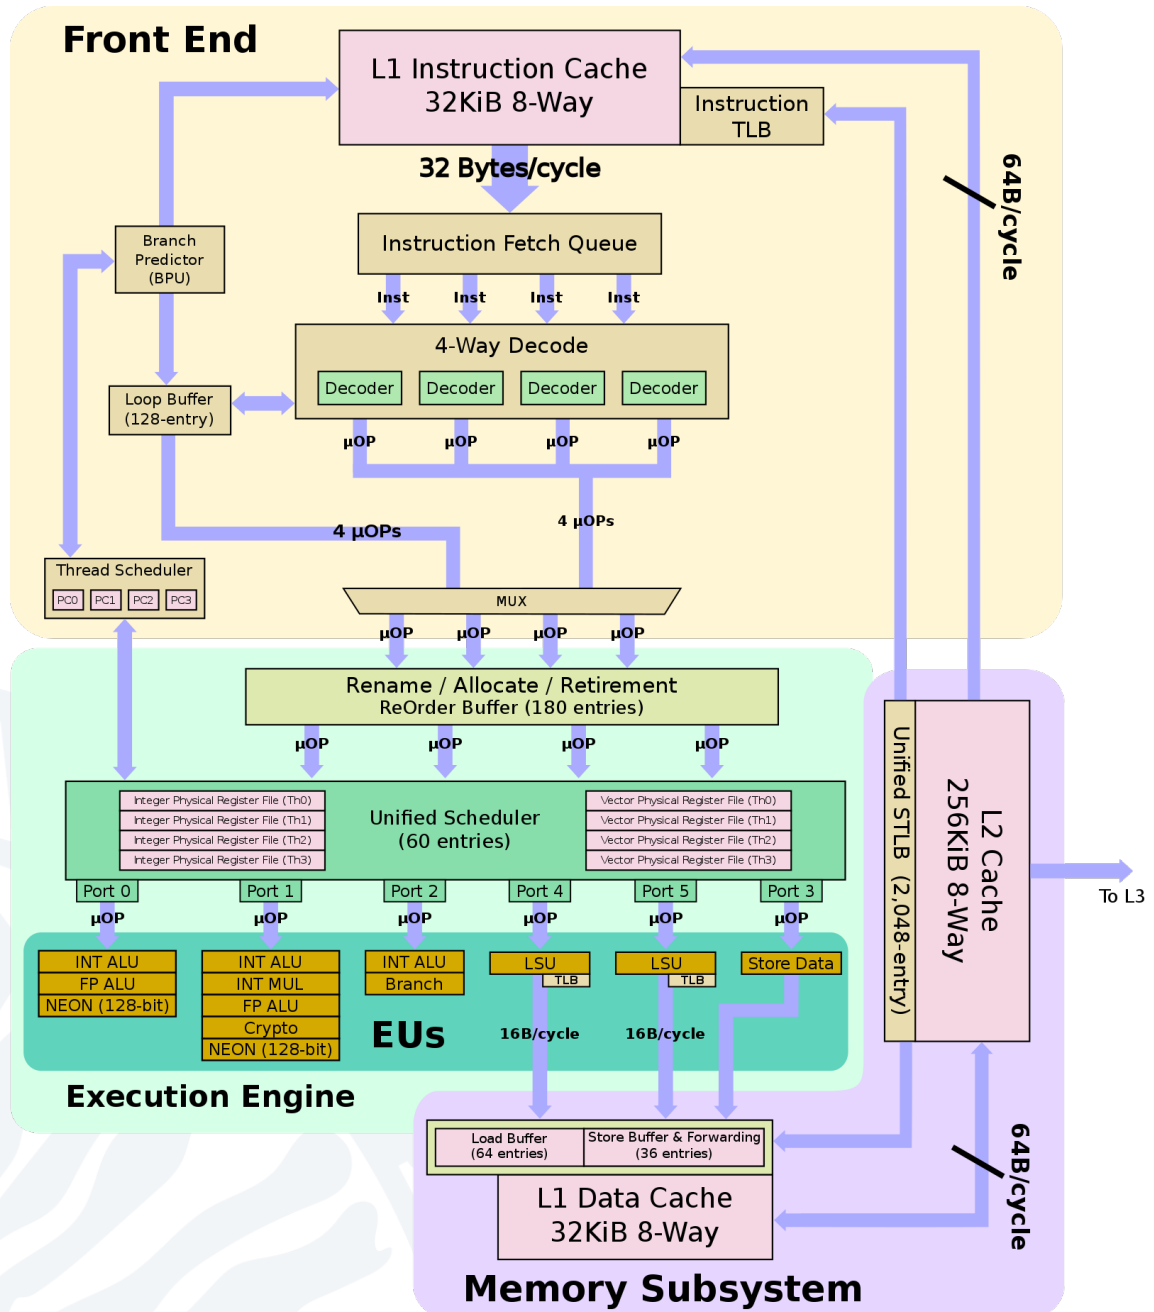 Front End
L1 Instruction Cache
32KiB 8-Way
Instruction
TLB
32 Bytes/cycle
64B/cycle
Branch
Predictor
(BPU)
Instruction Fetch Queue
Inst
Inst
Inst
Inst
4-Way Decode
Decoder
Decoder
Decoder
Decoder
Loop Buffer
(128-entry)
µOP
µOP
µOP
µOP
4 µOPs
4 µOPs
Thread Scheduler
PC0
PC1
PC2
PC3
MUX
µOP
µOP
µOP
µOP
Rename / Allocate / Retirement
ReOrder Buffer (180 entries)
µOP
µOP
µOP
µOP
Integer Physical Register File (Th0)
Integer Physical Register File (Th1)
Integer Physical Register File (Th2)
Integer Physical Register File (Th3)
Unified Scheduler
(60 entries)
Vector Physical Register File (Th0)
Vector Physical Register File (Th1)
Vector Physical Register File (Th2)
Vector Physical Register File (Th3)
Port 0
Port 1
Port 2
Port 4
Port 5
Port 3
µOP
µOP
µOP
µOP
µOP
µOP
INT ALU
FP ALU
NEON (128-bit)
INT ALU
INT MUL
FP ALU
Crypto
NEON (128-bit)
INT ALU
Branch
LSU
TLB
LSU
TLB
Store Data
EUs
16B/cycle
16B/cycle
Execution Engine
Unified STLB (2,048-entry)
L2 Cache
256KiB 8-Way
To L3
Load Buffer
(64 entries)
Store Buffer & Forwarding
(36 entries)
L1 Data Cache
32KiB 8-Way
64B/cycle
Memory Subsystem